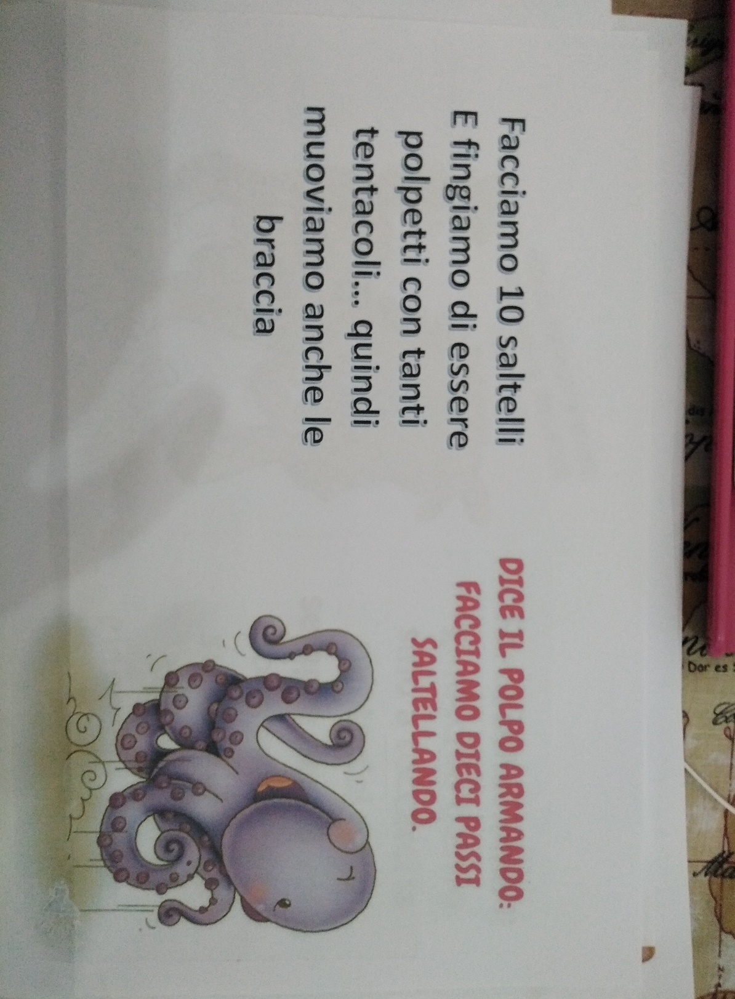 Facciamo 10 saltelli
E fingiamo di essere
polpetti con tanti
tentacoli... quindi
muoviamo anche le
braccia
DICE IL POLPO ARMANDO:
FACCIAMO DIECI PASSI
SALTELLANDO.
Dor es